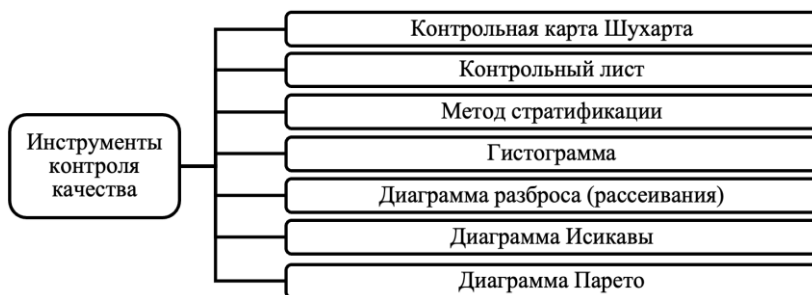 Инструменты
контроля
качества
Контрольная карта Шухарта
Контрольный лист
Метод стратификации
Гистограмма
Диаграмма разброса (рассеивания)
Диаграмма Исикавы
Диаграмма Парето